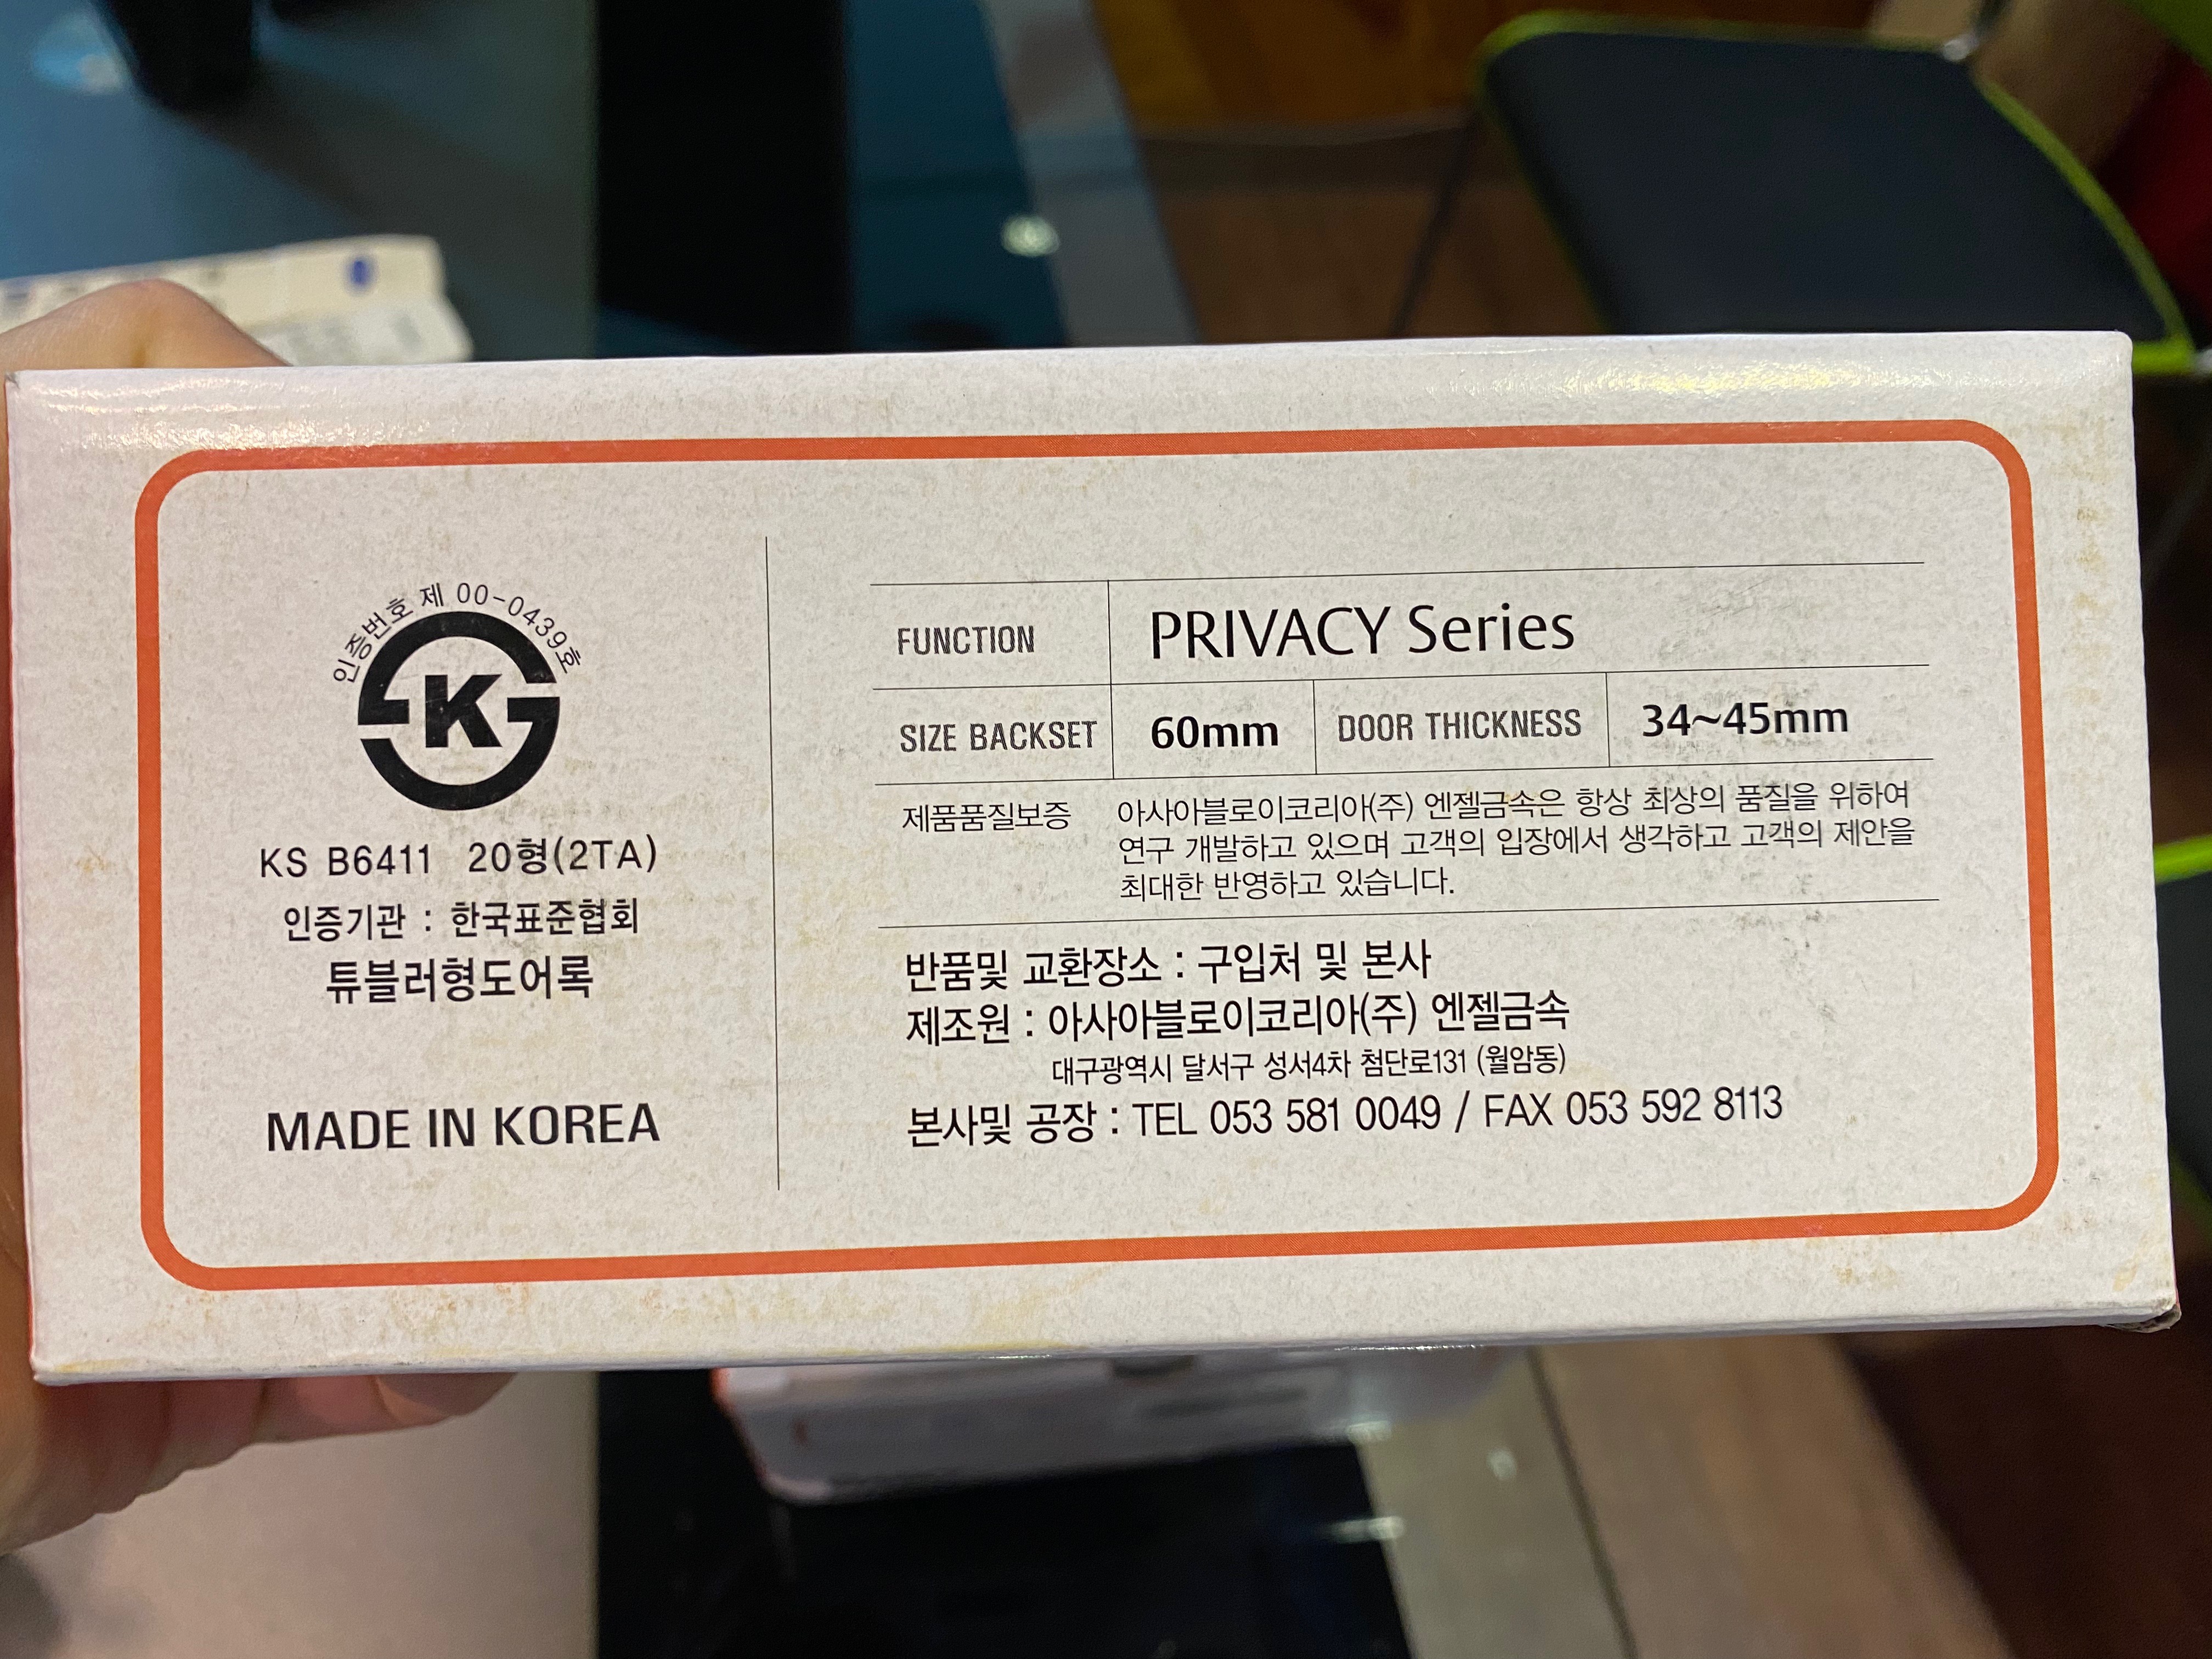 인증번호 제 00-0439호
K
KS B6411 20형(2TA)
인증기관 : 한국표준협회
튜블러형도어록
MADE IN KOREA
FUNCTION PRIVACY Series
SIZE BACKSET 60mm DOOR THICKNESS 34~45mm
제품품질보증 아사아블로이코리아(주) 엔젤금속은 항상 최상의 품질을 위하여
연구 개발하고 있으며 고객의 입장에서 생각하고 고객의 제안을
최대한 반영하고 있습니다.
반품및 교환장소 : 구입처 및 본사
제조원 : 아사아블로이코리아(주) 엔젤금속
대구광역시 달서구 성서4차 첨단로131 (월암동)
본사및 공장 : TEL 053 581 0049 / FAX 053 592 8113